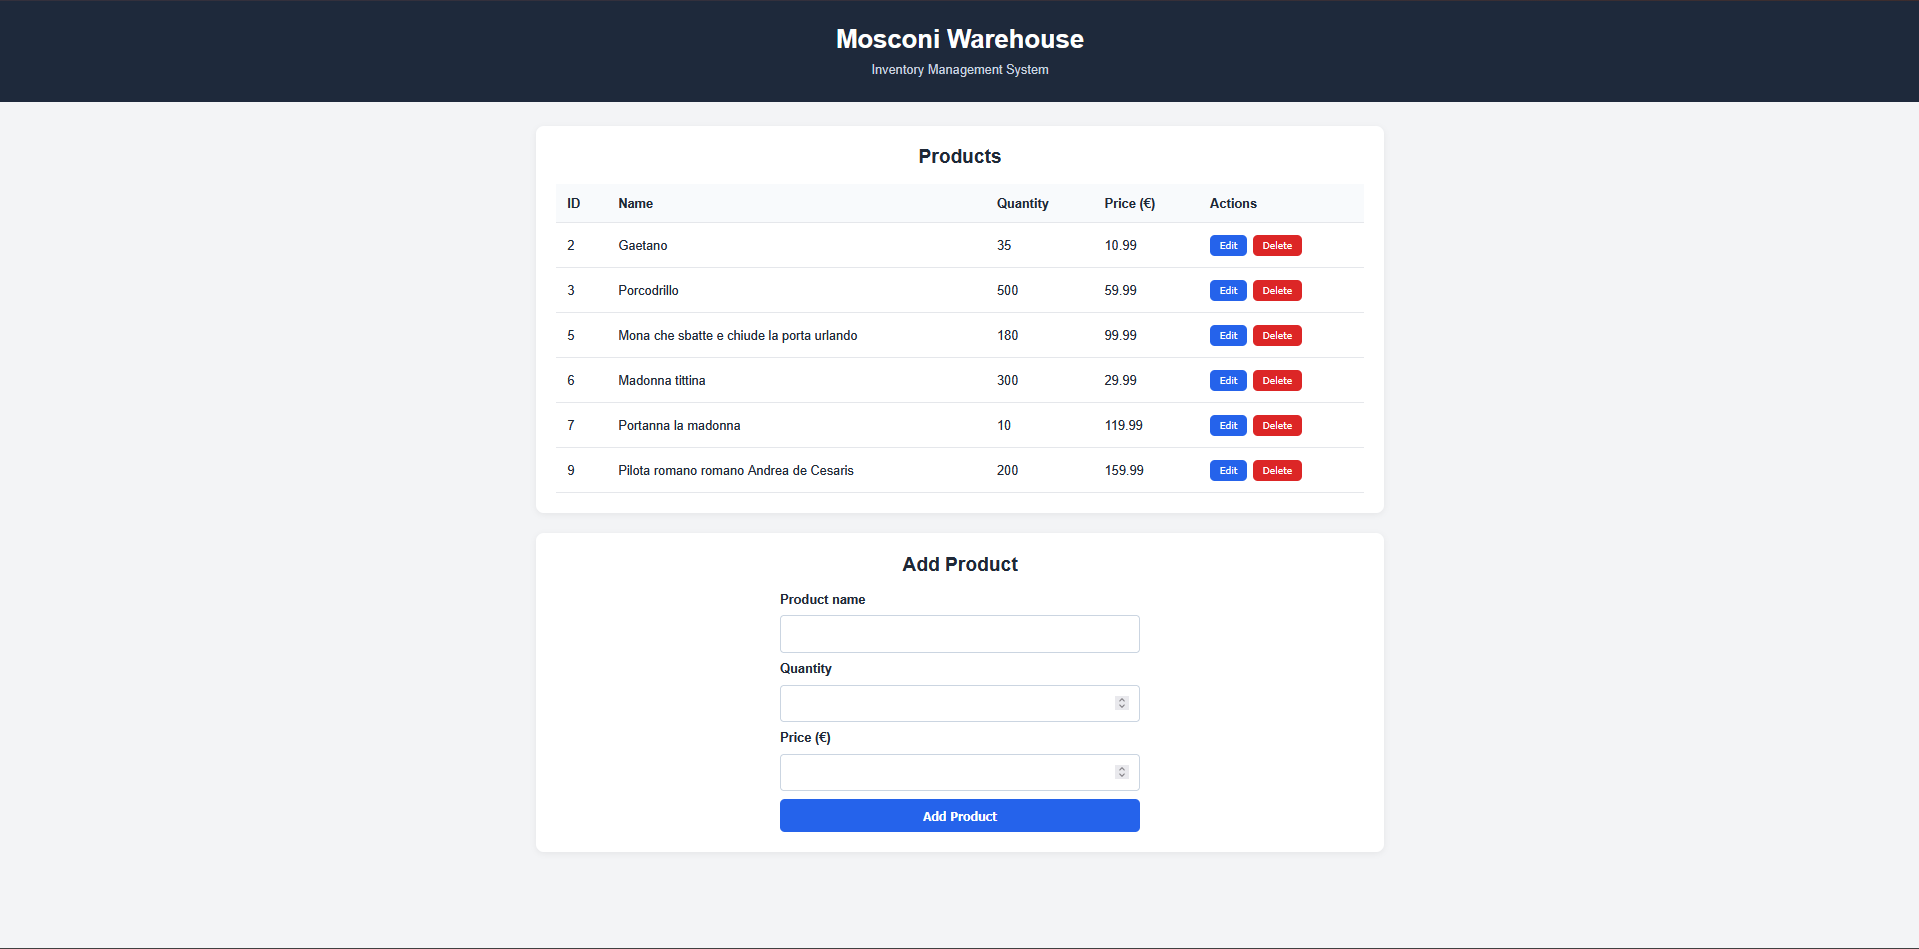 Mosconi Warehouse
Inventory Management System
Products
ID Name Quantity Price (€) Actions
2 Gaetano 35 10.99 Edit Delete
3 Porcodrillo 500 59.99 Edit Delete
5 Mona che sbatte e chiude la porta urlando 180 99.99 Edit Delete
6 Madonna tittina 300 29.99 Edit Delete
7 Portanna la madonna 10 119.99 Edit Delete
9 Pilota romano romano Andrea de Cesaris 200 159.99 Edit Delete
Add Product
Product name
Quantity
Price (€)
Add Product